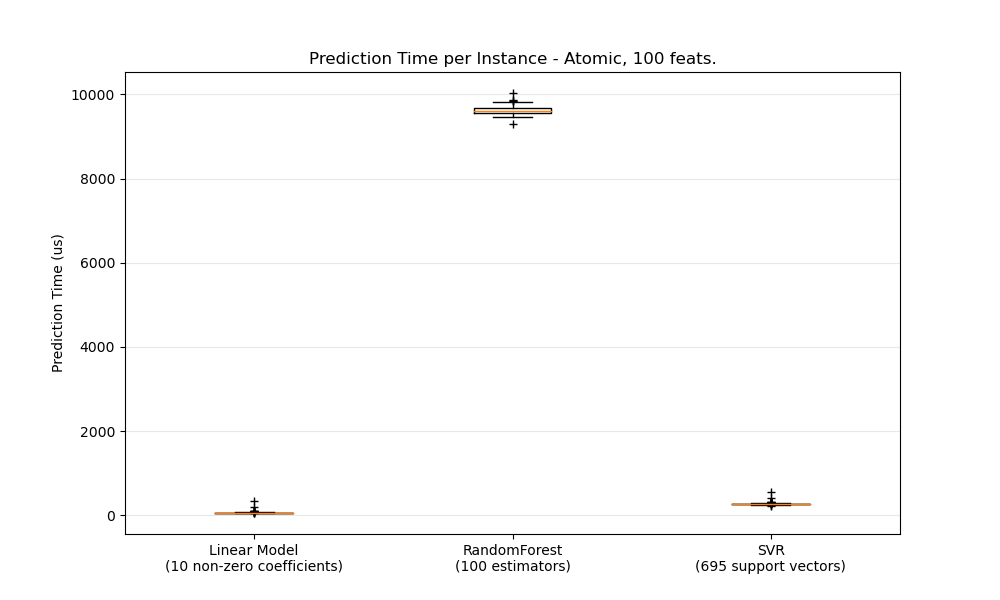 Prediction Time per Instance - Atomic, 100 feats.
10000
8000
6000
4000
2000
0
Prediction Time (us)
Linear Model
(10 non-zero coefficients)
RandomForest
(100 estimators)
SVR
(695 support vectors)